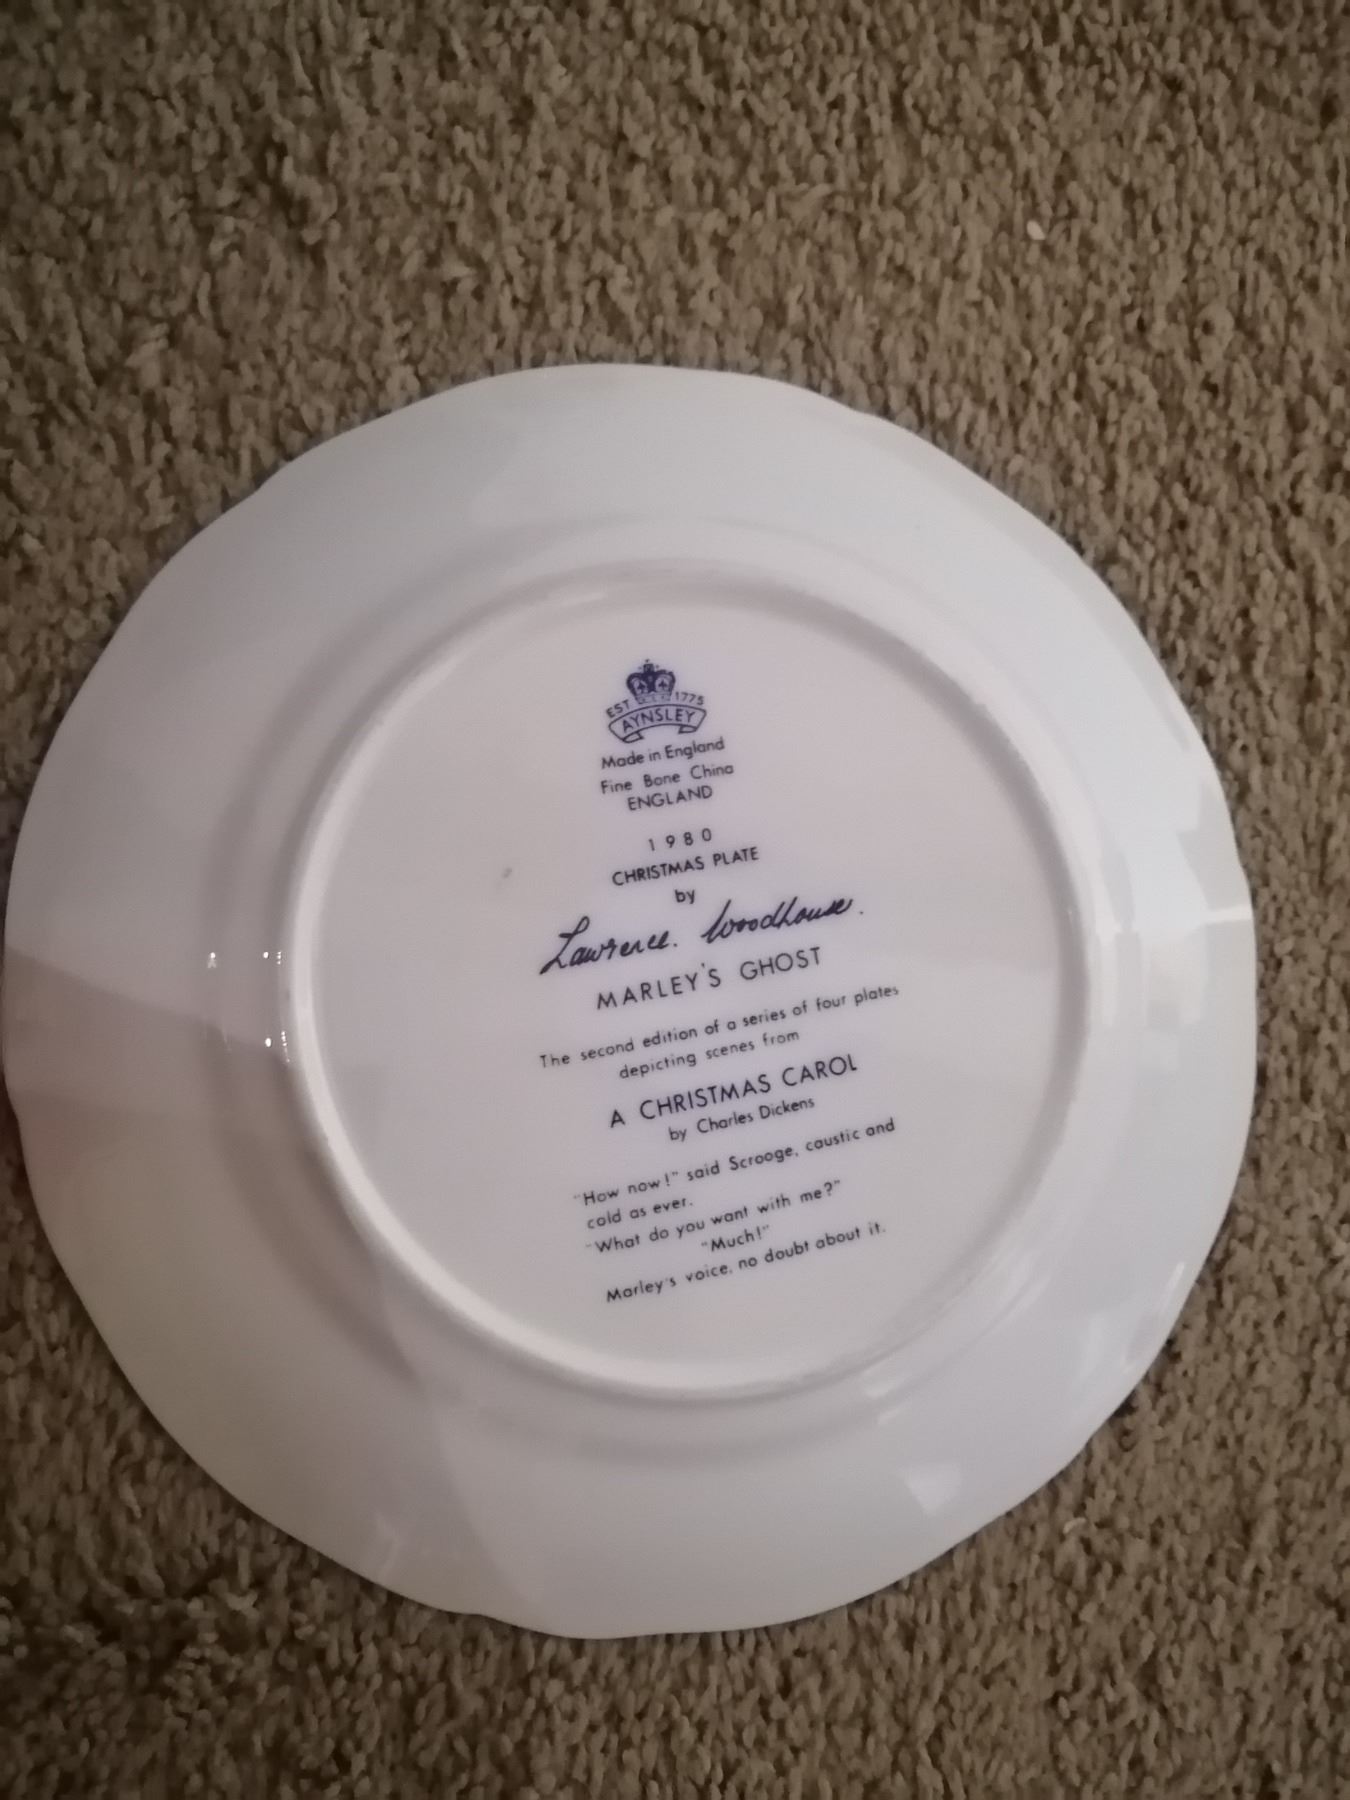 EST 1775
AYNSLEY
Made in England
Fine Bone China
ENGLAND
1980
CHRISTMAS PLATE
by
Lawrence. Woodhouse.
MARLEY'S GHOST
The second edition of a series of four plates
depicting scenes from
A CHRISTMAS CAROL
by Charles Dickens
"How now!" said Scrooge, caustic and
cold as ever.
"What do you want with me?"
"Much!"
Marley's voice, no doubt about it.